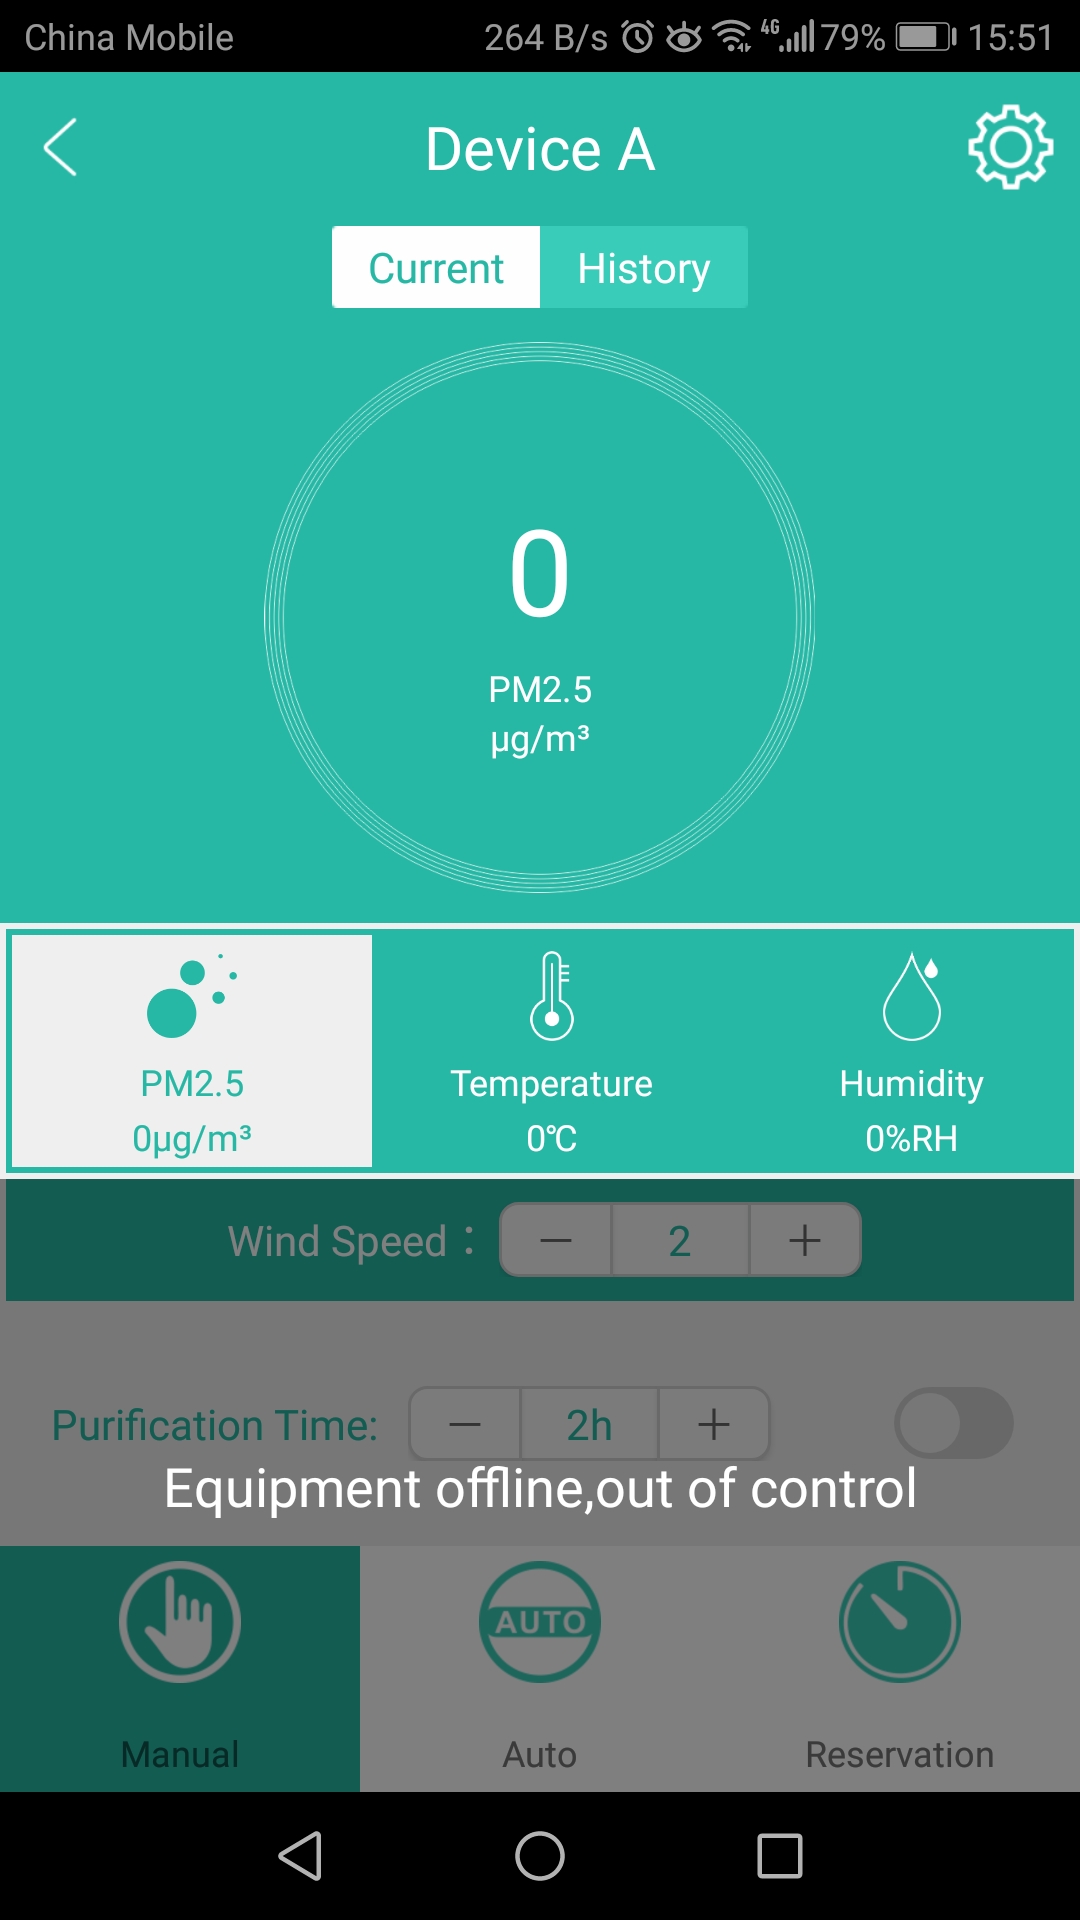 China Mobile 264 B/s 4G 79% 15:51
Device A
Current History
0
PM2.5
µg/m³
PM2.5 Temperature Humidity
0µg/m³ 0℃ 0%RH
Wind Speed： — 2 +
Purification Time: — 2h +
Equipment offline,out of control
AUTO
Manual Auto Reservation